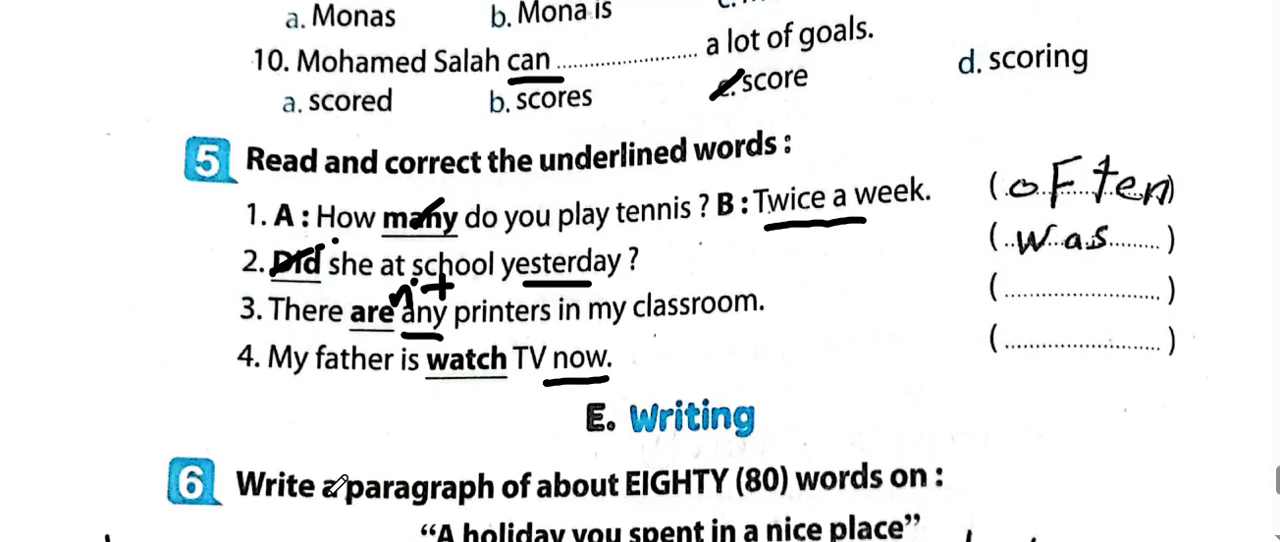 a. Monas b. Mona is
10. Mohamed Salah can .......................... a lot of goals.
a. scored b. scores c. score d. scoring
5 Read and correct the underlined words :
1. A : How many do you play tennis ? B : Twice a week. (often)
2. Did she at school yesterday ? (was)
n't
3. There are any printers in my classroom. (..........................)
4. My father is watch TV now. (..........................)
E. Writing
6 Write a paragraph of about EIGHTY (80) words on :
“A holiday you spent in a nice place”